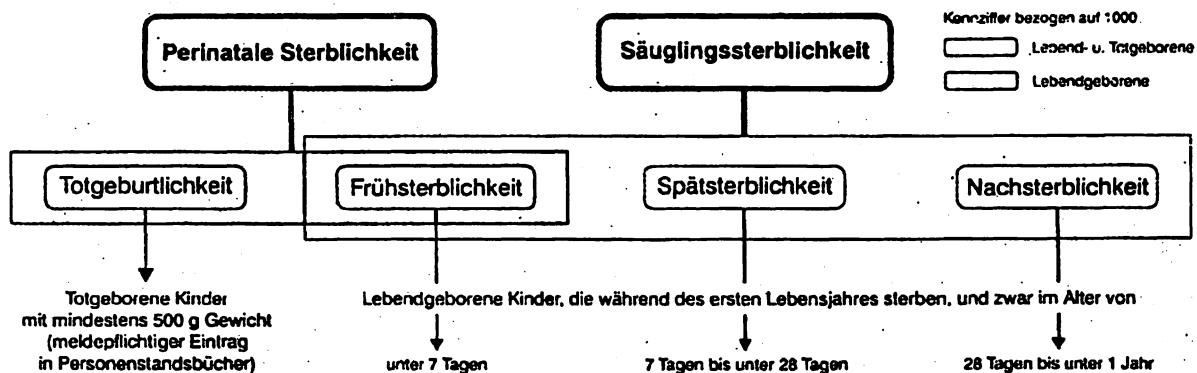 Perinatale Sterblichkeit
Säuglingssterblichkeit
Kennziffer bezogen auf 1000
Lebend- u. Totgeborene
Lebendgeborene
Totgeburtlichkeit
Frühsterblichkeit
Spätsterblichkeit
Nachsterblichkeit
Totgeborene Kinder
mit mindestens 500 g Gewicht
(meldepflichtiger Eintrag
in Personenstandsbücher)
Lebendgeborene Kinder, die während des ersten Lebensjahres sterben, und zwar im Alter von
unter 7 Tagen
7 Tagen bis unter 28 Tagen
28 Tagen bis unter 1 Jahr